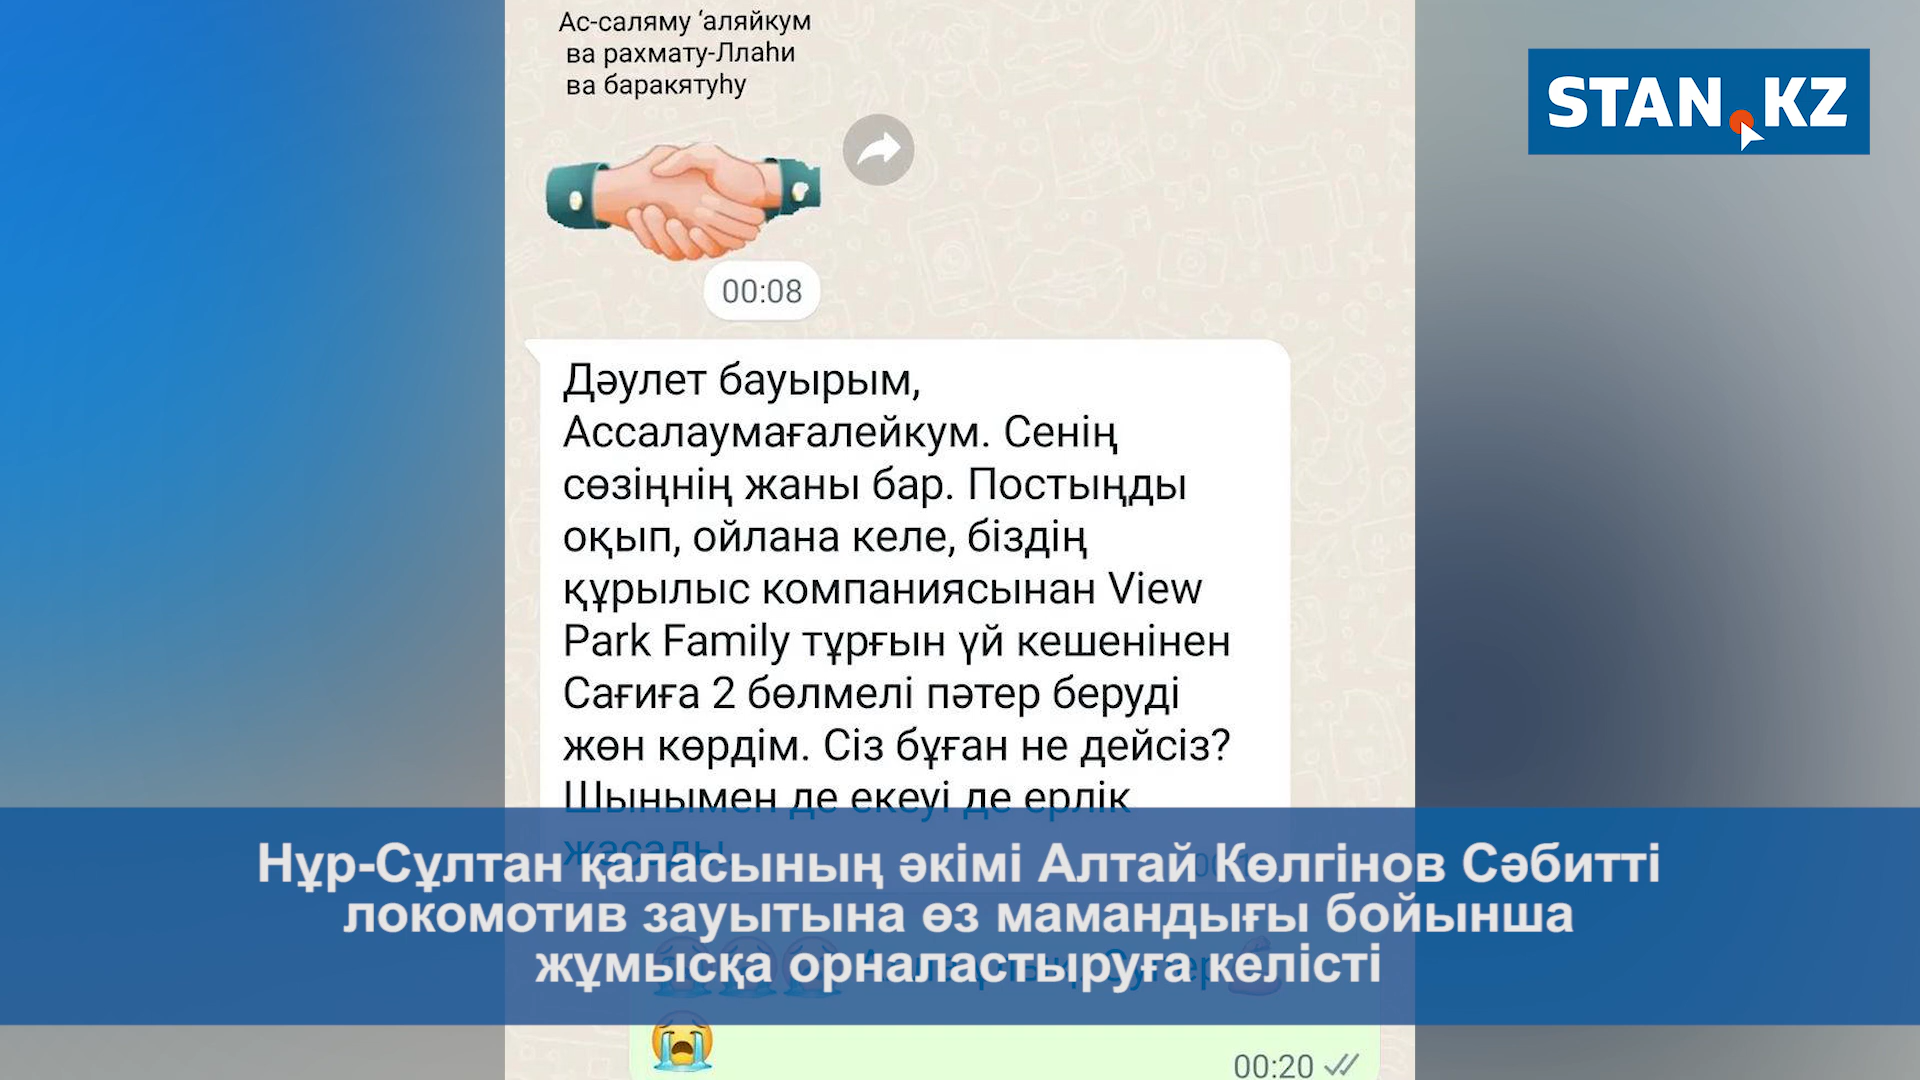 Ас-саляму ‘аляйкум
ва рахмату-Ллаһи
ва баракятуһу
STAN.KZ
00:08
Дәулет бауырым,
Ассалаумағалейкум. Сенің
сөзіңнің жаны бар. Постыңды
оқып, ойлана келе, біздің
құрылыс компаниясынан View
Park Family тұрғын үй кешенінен
Сағиға 2 бөлмелі пәтер беруді
жөн көрдім. Сіз бұған не дейсіз?
Шынымен де екеуі де ерлік
жасады.
Нұр-Сұлтан қаласының әкімі Алтай Көлгінов Сәбитті
локомотив зауытына өз мамандығы бойынша
жұмысқа орналастыруға келісті
00:20